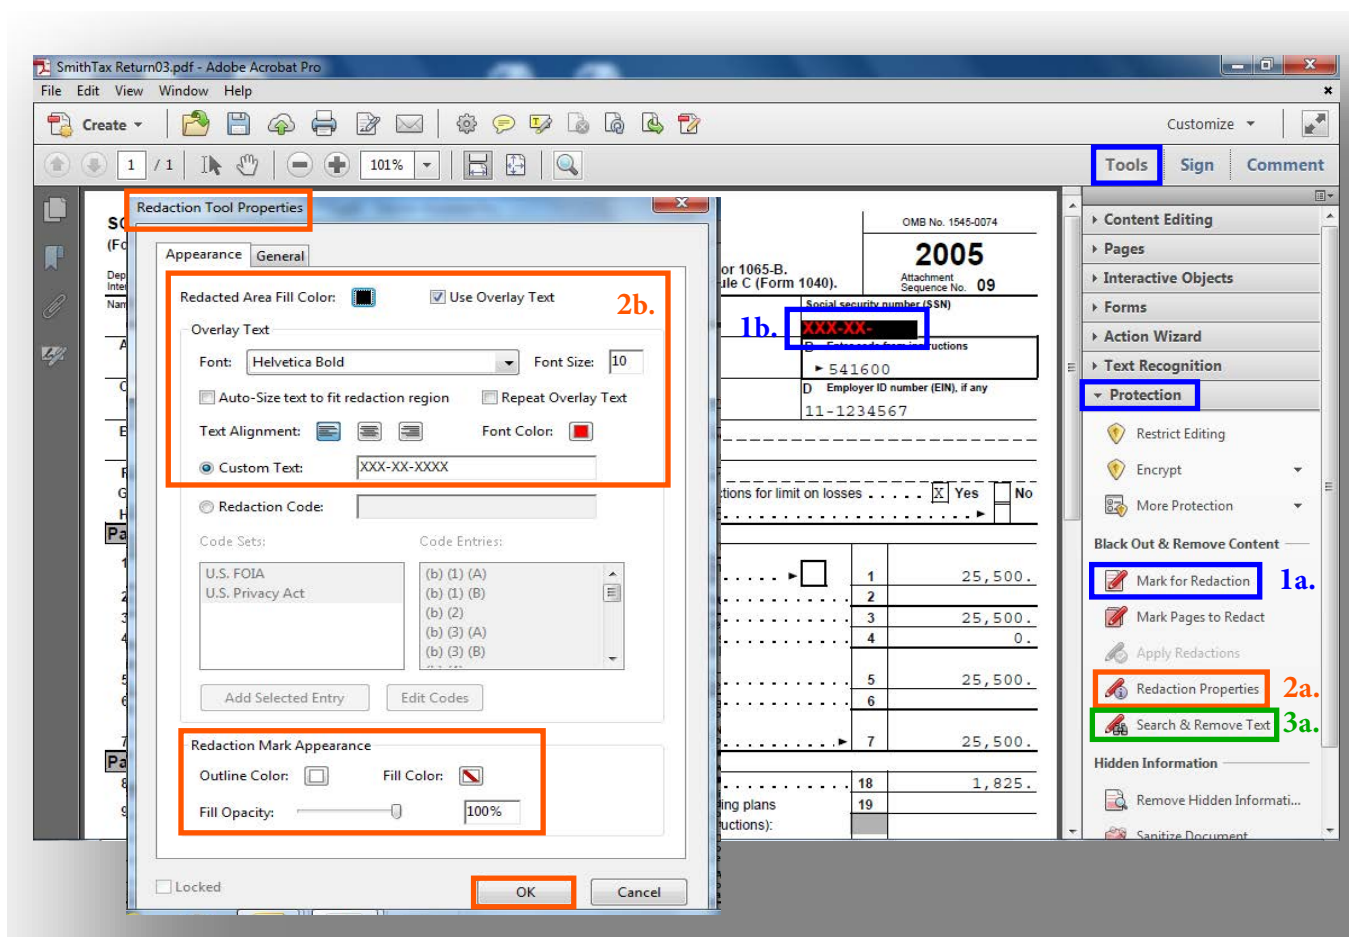 SmithTax Return03.pdf - Adobe Acrobat Pro
File Edit View Window Help
Create
Customize
1 / 1 101%
Tools Sign Comment
Redaction Tool Properties
Appearance General
Redacted Area Fill Color: Use Overlay Text 2b.
Overlay Text
Font: Helvetica Bold Font Size: 10
Auto-Size text to fit redaction region Repeat Overlay Text
Text Alignment: Font Color:
Custom Text: XXX-XX-XXXX
Redaction Code:
Code Sets: Code Entries:
U.S. FOIA
U.S. Privacy Act
(b) (1) (A)
(b) (1) (B)
(b) (2)
(b) (3) (A)
(b) (3) (B)
Add Selected Entry Edit Codes
Redaction Mark Appearance
Outline Color: Fill Color:
Fill Opacity: 100%
Locked OK Cancel
OMB No. 1545-0074
2005
or 1065-B.
ule C (Form 1040).
Attachment
Sequence No. 09
Social security number (SSN)
1b. XXX-XX-
B Enter code from instructions
541600
D Employer ID number (EIN), if any
11-1234567
tions for limit on losses X Yes No
1 25,500.
2
3 25,500.
4 0.
5 25,500.
6
7 25,500.
18 1,825.
ing plans 19
uctions):
Content Editing
Pages
Interactive Objects
Forms
Action Wizard
Text Recognition
Protection
Restrict Editing
Encrypt
More Protection
Black Out & Remove Content
Mark for Redaction 1a.
Mark Pages to Redact
Apply Redactions
Redaction Properties 2a.
Search & Remove Text 3a.
Hidden Information
Remove Hidden Informati...
Sanitize Document